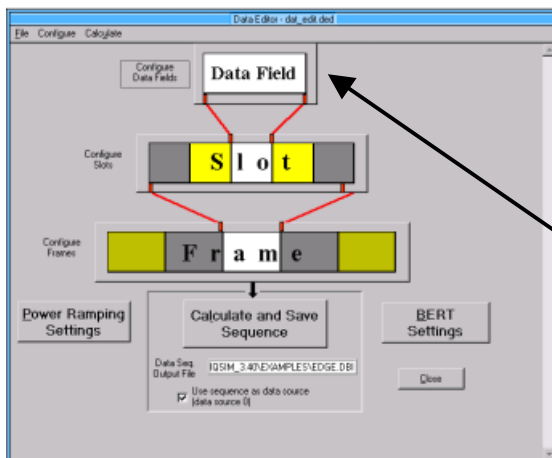 Data Editor - dat_edit.ded
File Configure Calculate
Configure
Data Fields
Data Field
Configure
Slots
Slot
Configure
Frames
Frame
Power Ramping
Settings
Calculate and Save
Sequence
BERT
Settings
Data Seq.
Output File
IQSIM_3.40\EXAMPLES\EDGE.DBI
Use sequence as data source
(data source 0)
Close